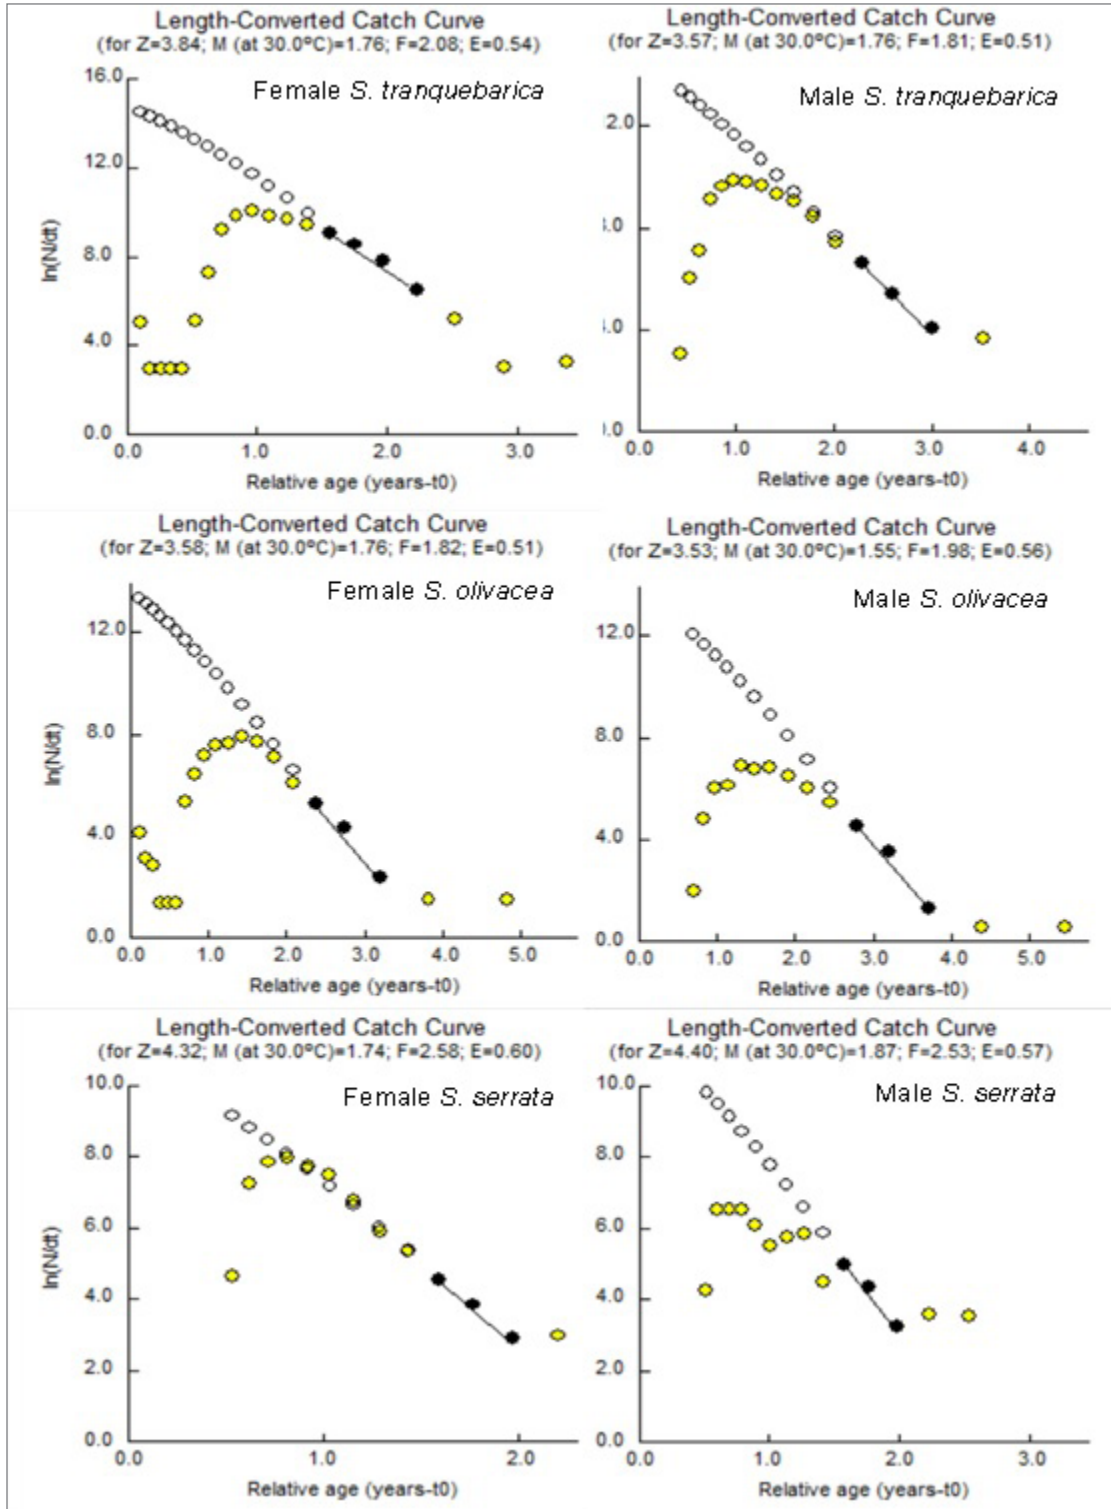 Length-Converted Catch Curve
(for Z=3.84; M (at 30.0ºC)=1.76; F=2.08; E=0.54)
Female S. tranquebarica
16.0
12.0
8.0
4.0
0.0
ln(N/dt)
0.0 1.0 2.0 3.0
Relative age (years-t0)
Length-Converted Catch Curve
(for Z=3.57; M (at 30.0ºC)=1.76; F=1.81; E=0.51)
Male S. tranquebarica
2.0
3.0
4.0
).0
0.0 1.0 2.0 3.0 4.0
Relative age (years-t0)
Length-Converted Catch Curve
(for Z=3.58; M (at 30.0ºC)=1.76; F=1.82; E=0.51)
Female S. olivacea
12.0
8.0
4.0
0.0
ln(N/dt)
0.0 1.0 2.0 3.0 4.0 5.0
Relative age (years-t0)
Length-Converted Catch Curve
(for Z=3.53; M (at 30.0ºC)=1.55; F=1.98; E=0.56)
Male S. olivacea
12.0
8.0
4.0
0.0
0.0 1.0 2.0 3.0 4.0 5.0
Relative age (years-t0)
Length-Converted Catch Curve
(for Z=4.32; M (at 30.0ºC)=1.74; F=2.58; E=0.60)
Female S. serrata
10.0
8.0
6.0
4.0
2.0
0.0
ln(N/dt)
0.0 1.0 2.0
Relative age (years-t0)
Length-Converted Catch Curve
(for Z=4.40; M (at 30.0ºC)=1.87; F=2.53; E=0.57)
Male S. serrata
10.0
8.0
6.0
4.0
2.0
0.0
0.0 1.0 2.0 3.0
Relative age (years-t0)